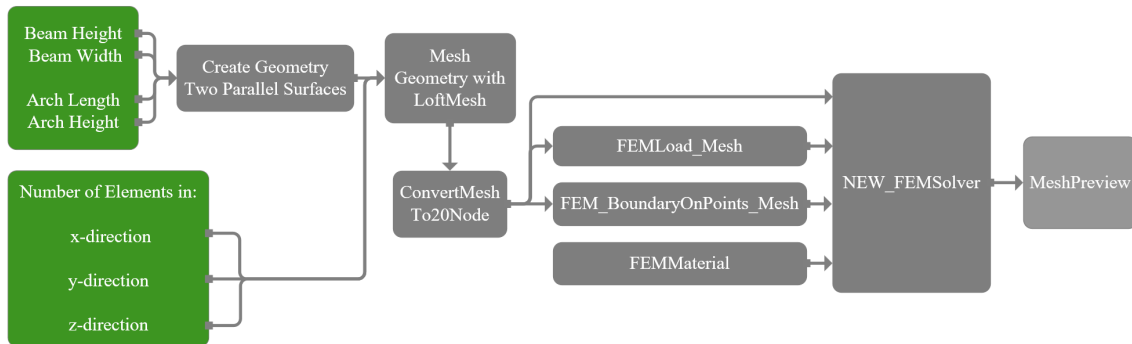 Beam Height
Beam Width
Arch Length
Arch Height
Create Geometry
Two Parallel Surfaces
Mesh
Geometry with
LoftMesh
Number of Elements in:
x-direction
y-direction
z-direction
ConvertMesh
To20Node
FEMLoad_Mesh
FEM_BoundaryOnPoints_Mesh
FEMMaterial
NEW_FEMSolver
MeshPreview